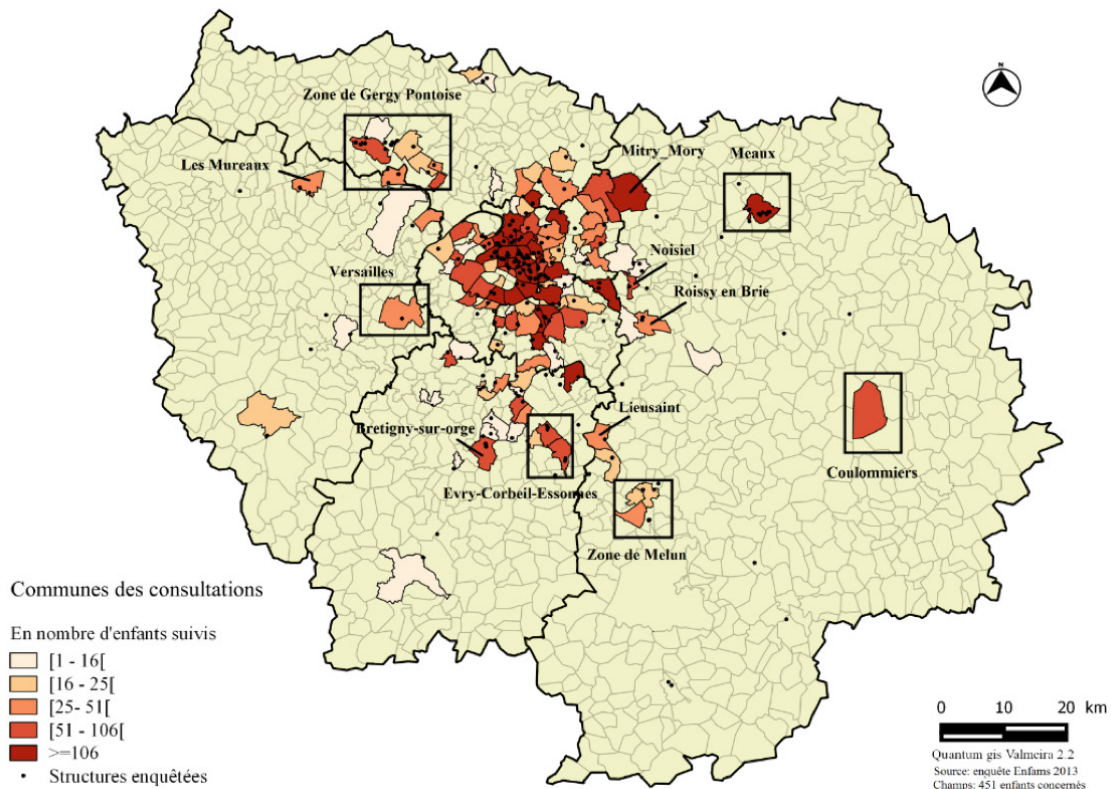 N
Zone de Gergy Pontoise
Mitry_Mory
Meaux
Les Mureaux
Noisiel
Versailles
Roissy en Brie
Lieusaint
Bretigny-sur-orge
Coulommiers
Evry-Corbeil-Essonnes
Zone de Melun
Communes des consultations
En nombre d'enfants suivis
[1 - 16[
[16 - 25[
[25- 51[
[51 - 106[
>=106
Structures enquêtées
0 10 20 km
Quantum gis Valmeira 2.2
Source: enquête Enfams 2013
Champs: 451 enfants concernés